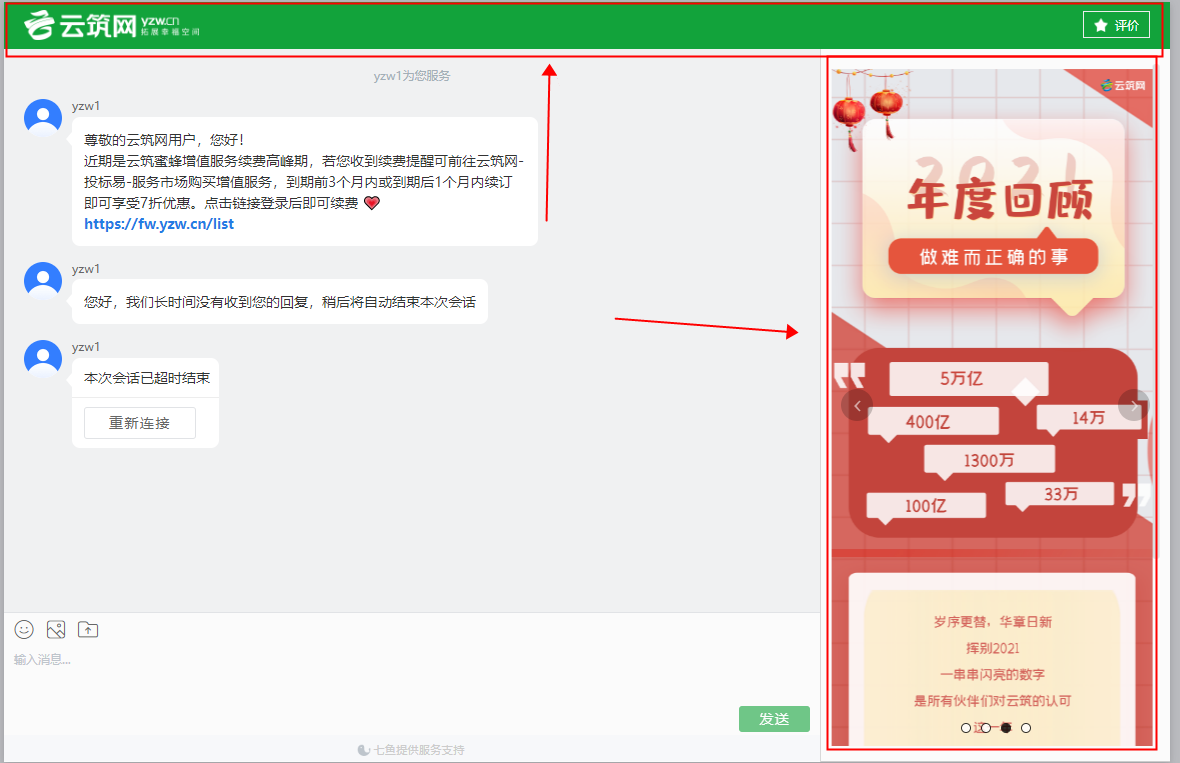 云筑网 yzw.cn
拓展幸福空间
评价
yzw1为您服务
yzw1
尊敬的云筑网用户，您好！
近期是云筑蜜蜂增值服务续费高峰期，若您收到续费提醒可前往云筑网-
投标易-服务市场购买增值服务，到期前3个月内或到期后1个月内续订
即可享受7折优惠。点击链接登录后即可续费
https://fw.yzw.cn/list
yzw1
您好，我们长时间没有收到您的回复，稍后将自动结束本次会话
yzw1
本次会话已超时结束
重新连接
输入消息...
发送
七鱼提供服务支持
云筑网
2021
年度回顾
做难而正确的事
5万亿
400亿
14万
1300万
33万
100亿
岁序更替，华章日新
挥别2021
一串串闪亮的数字
是所有伙伴们对云筑的认可